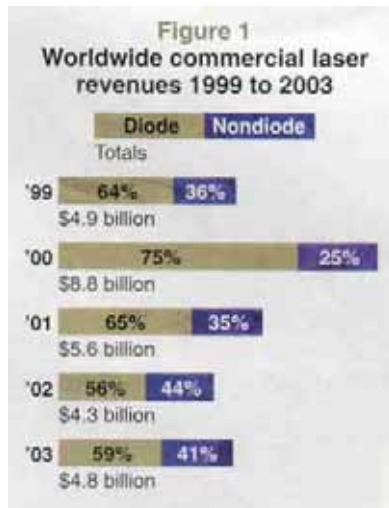 Figure 1
Worldwide commercial laser
revenues 1999 to 2003
Diode Nondiode
Totals
'99 64% 36%
$4.9 billion
'00 75% 25%
$8.8 billion
'01 65% 35%
$5.6 billion
'02 56% 44%
$4.3 billion
'03 59% 41%
$4.8 billion